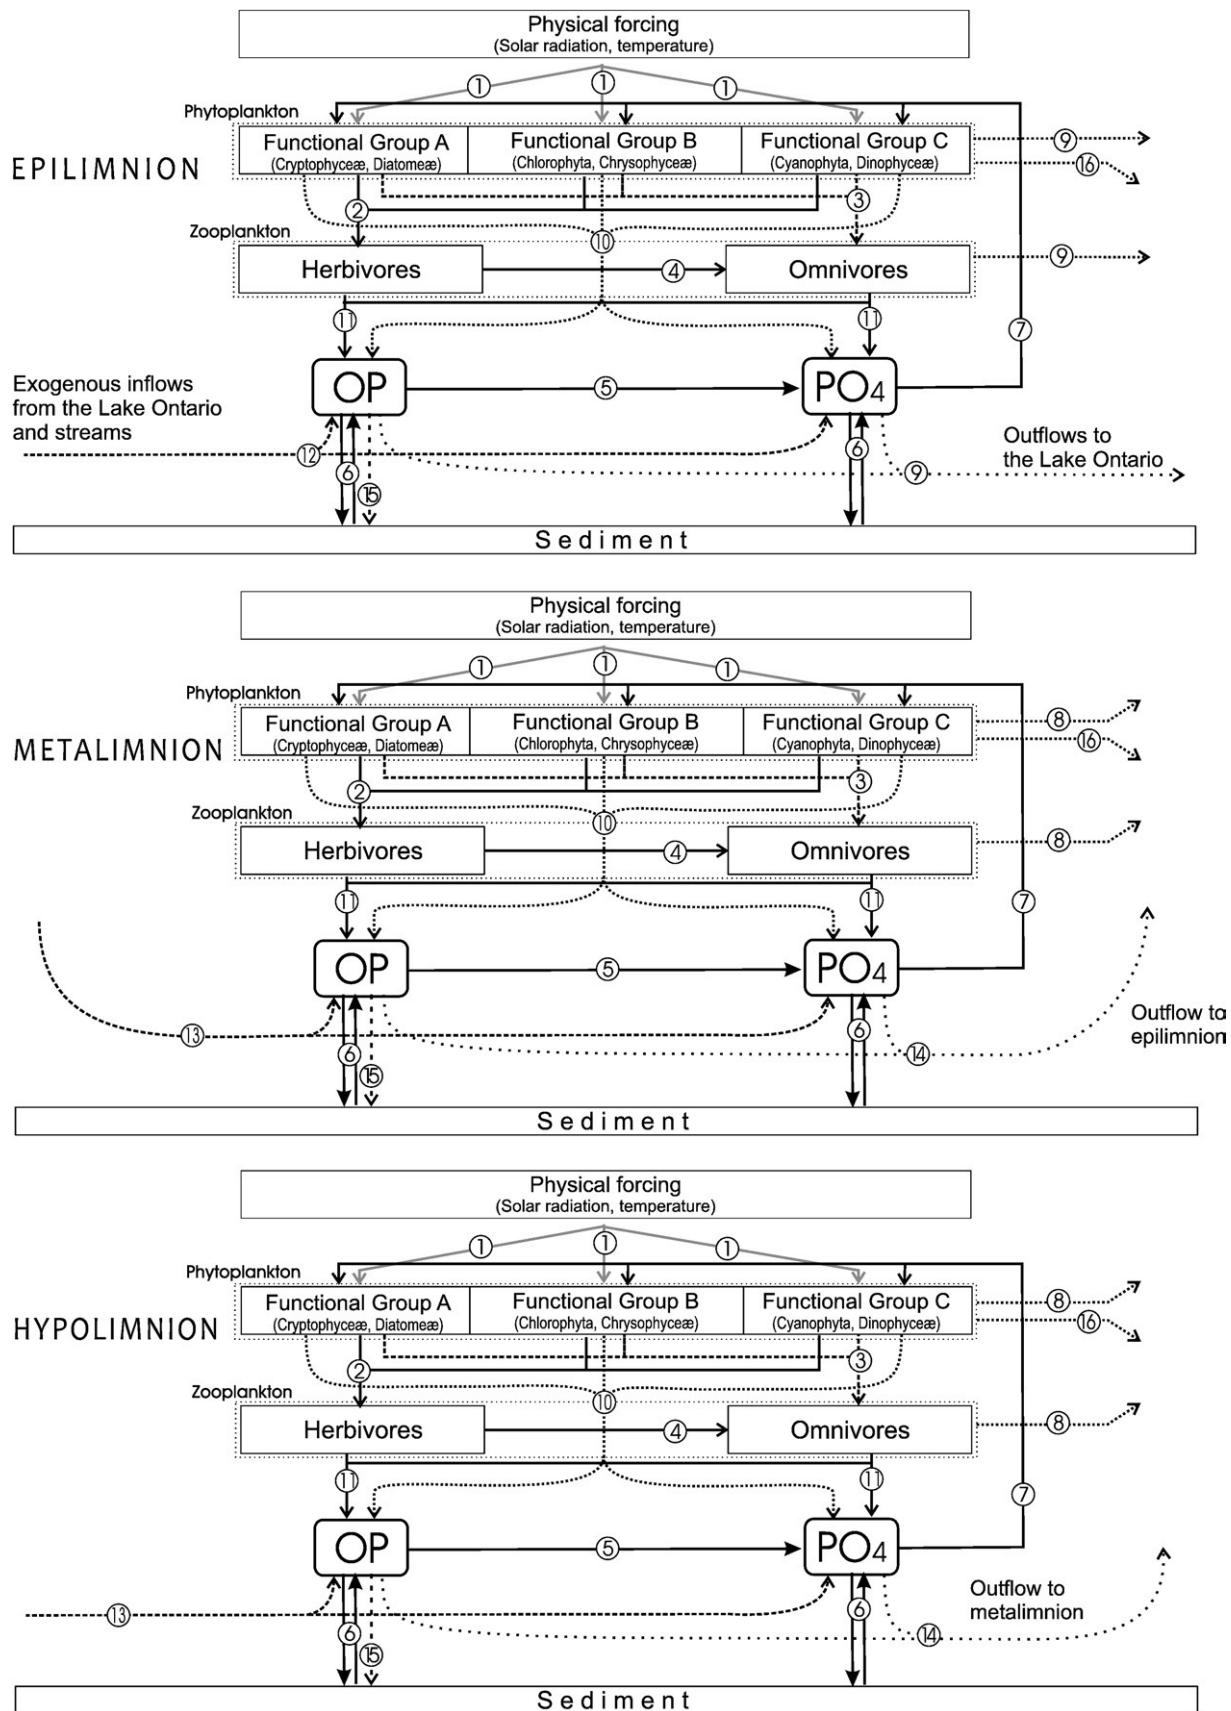 Physical forcing
(Solar radiation, temperature)
1 1 1
Phytoplankton
EPILIMNION
Functional Group A
(Cryptophyceæ, Diatomeæ)
Functional Group B
(Chlorophyta, Chrysophyceæ)
Functional Group C
(Cyanophyta, Dinophyceæ)
9
16
2
3
Zooplankton
10
Herbivores
4
Omnivores
9
11
11
7
OP
5
PO4
Exogenous inflows
from the Lake Ontario
and streams
12
6
15
6
9
Outflows to
the Lake Ontario
Sediment
Physical forcing
(Solar radiation, temperature)
1 1 1
Phytoplankton
METALIMNION
Functional Group A
(Cryptophyceæ, Diatomeæ)
Functional Group B
(Chlorophyta, Chrysophyceæ)
Functional Group C
(Cyanophyta, Dinophyceæ)
8
16
2
3
Zooplankton
10
Herbivores
4
Omnivores
8
11
11
7
OP
5
PO4
13
6
15
6
14
Outflow to
epilimnion
Sediment
Physical forcing
(Solar radiation, temperature)
1 1 1
Phytoplankton
HYPOLIMNION
Functional Group A
(Cryptophyceæ, Diatomeæ)
Functional Group B
(Chlorophyta, Chrysophyceæ)
Functional Group C
(Cyanophyta, Dinophyceæ)
8
16
2
3
Zooplankton
10
Herbivores
4
Omnivores
8
11
11
7
OP
5
PO4
13
6
15
6
14
Outflow to
metalimnion
Sediment